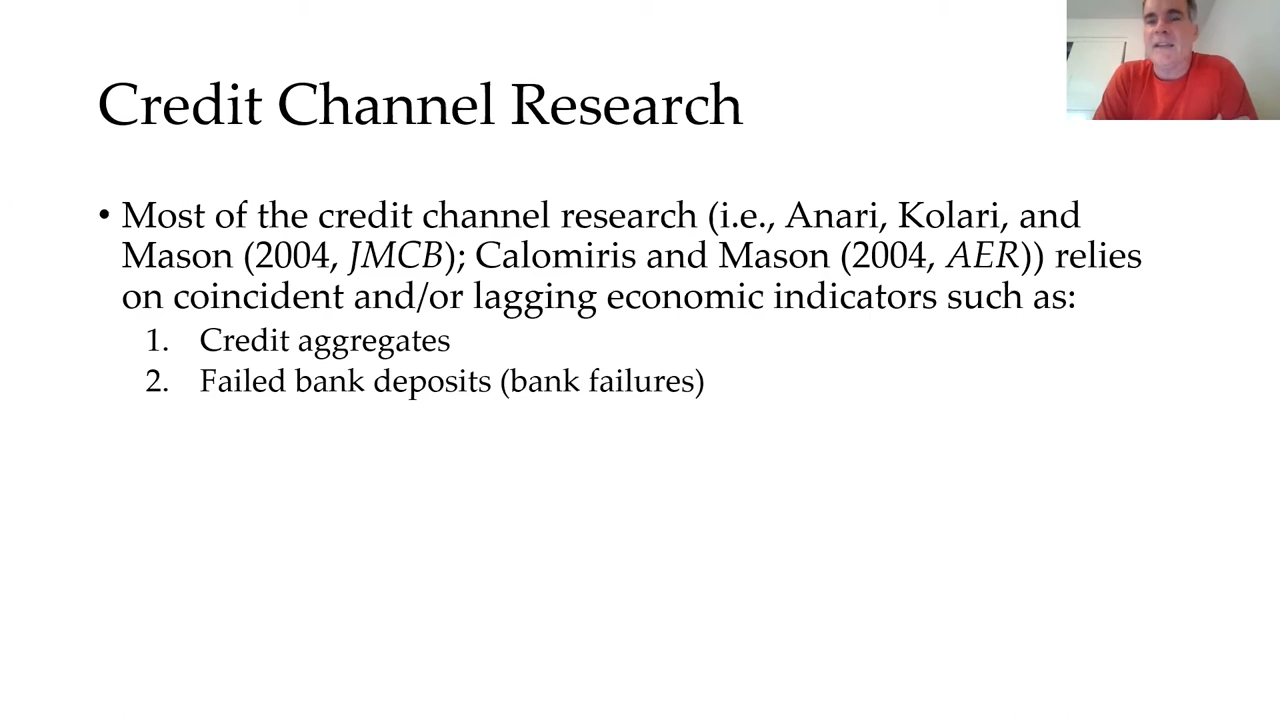 Credit Channel Research
• Most of the credit channel research (i.e., Anari, Kolari, and
Mason (2004, JMCB); Calomiris and Mason (2004, AER)) relies
on coincident and/or lagging economic indicators such as:
1. Credit aggregates
2. Failed bank deposits (bank failures)